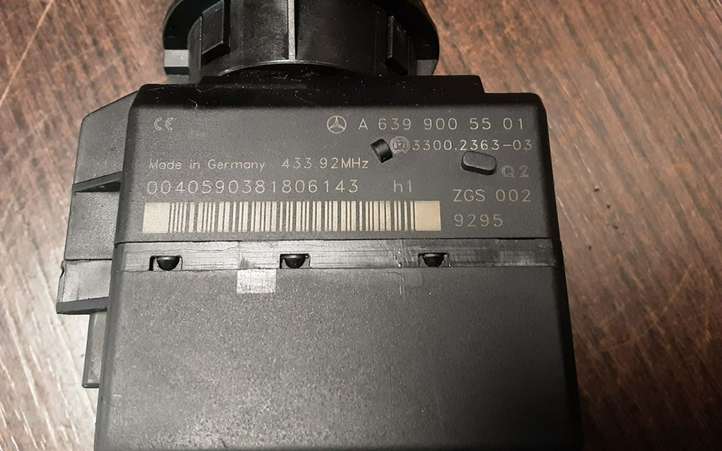 CE A 639 900 55 01
3300.2363-03
Made in Germany 433.92MHz
Q2
0040590381806143 h1
ZGS 002
9295